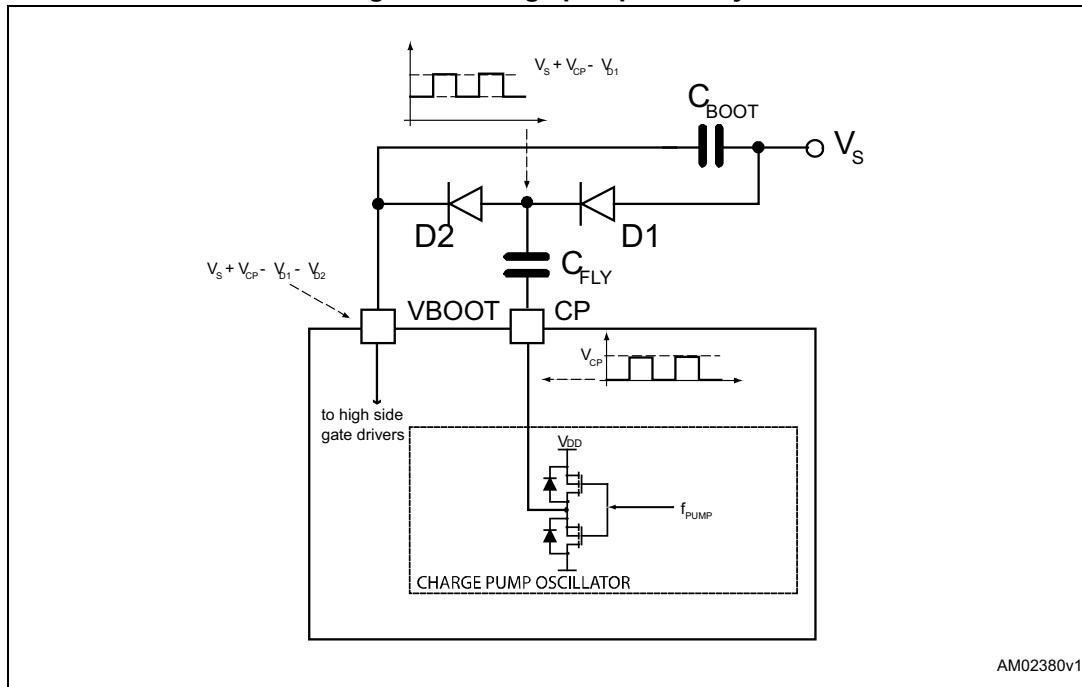 V_S + V_CP - V_D1
C_BOOT
V_S
D2
D1
C_FLY
V_S + V_CP - V_D1 - V_D2
VBOOT
CP
V_CP
to high side
gate drivers
V_DD
f_PUMP
CHARGE PUMP OSCILLATOR
AM02380v1